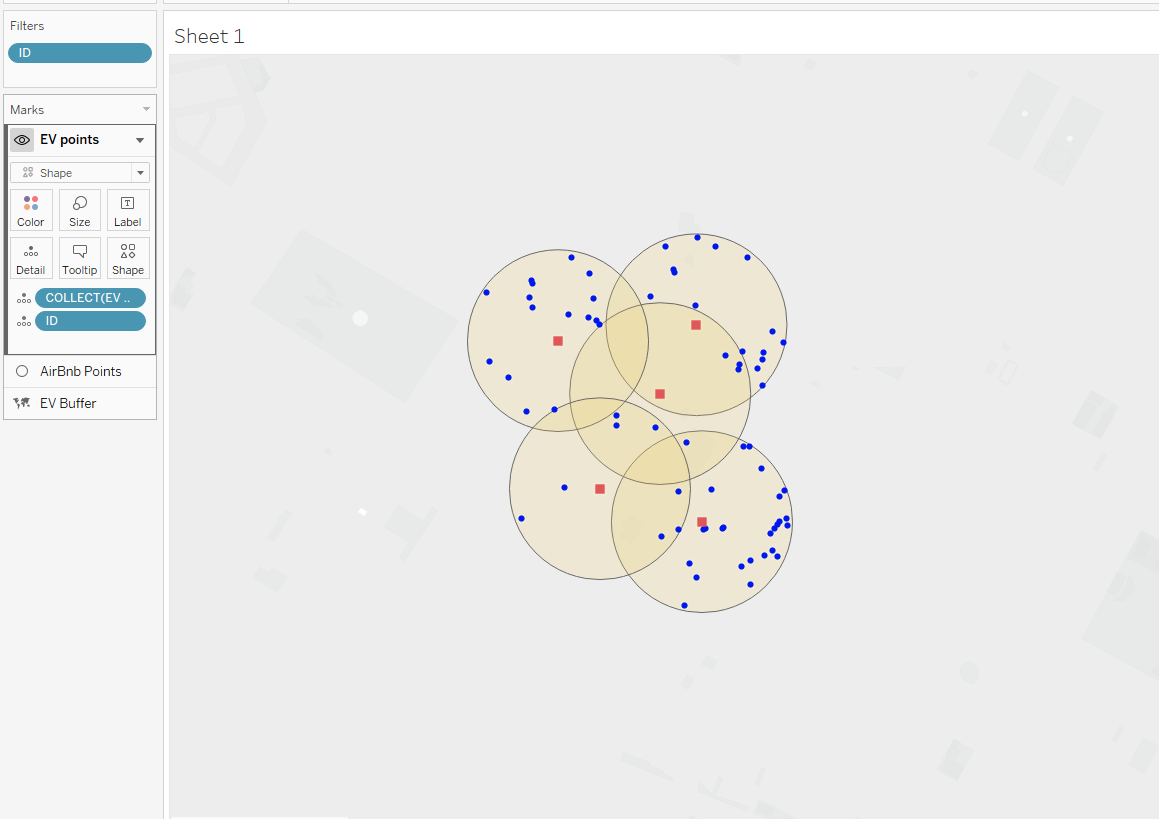 Filters
ID
Marks
EV points
Shape
Color Size Label
Detail Tooltip Shape
COLLECT(EV ..
ID
AirBnb Points
EV Buffer
Sheet 1